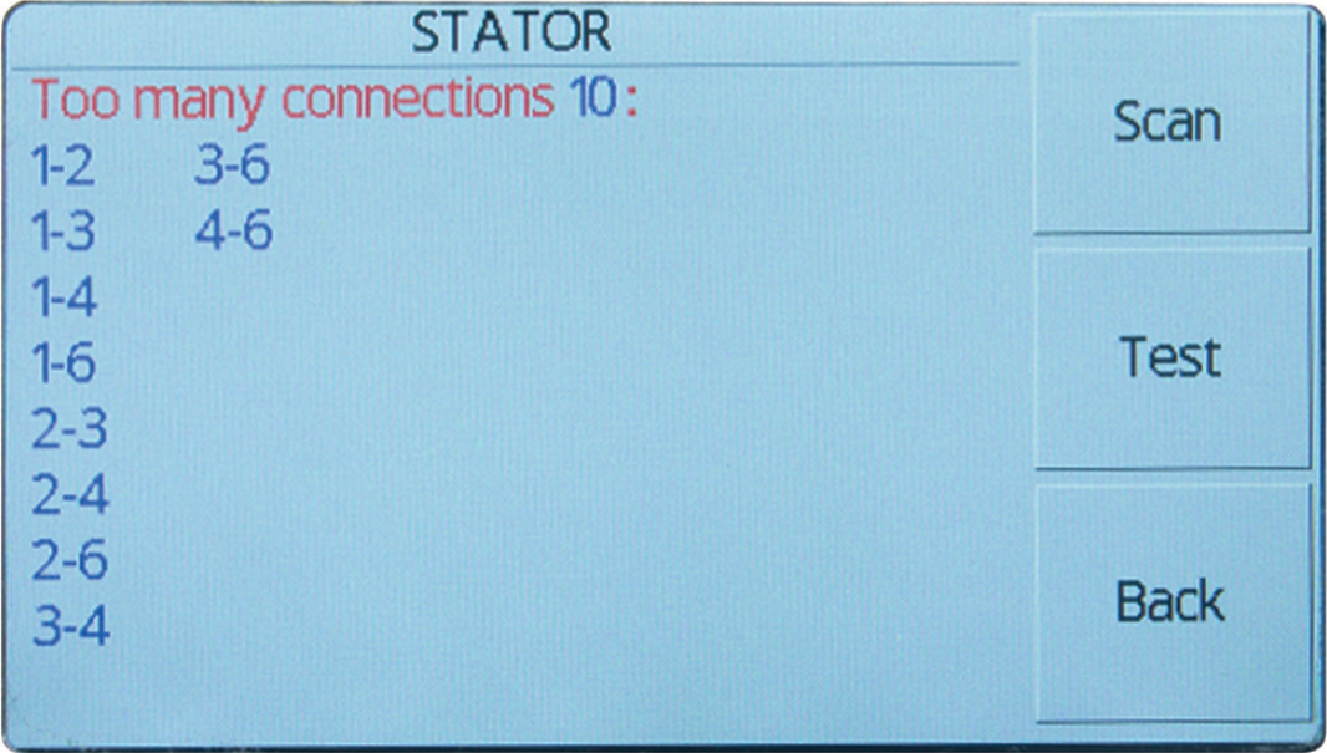 STATOR
Too many connections 10 :
1-2 3-6
1-3 4-6
1-4
1-6
2-3
2-4
2-6
3-4
Scan
Test
Back